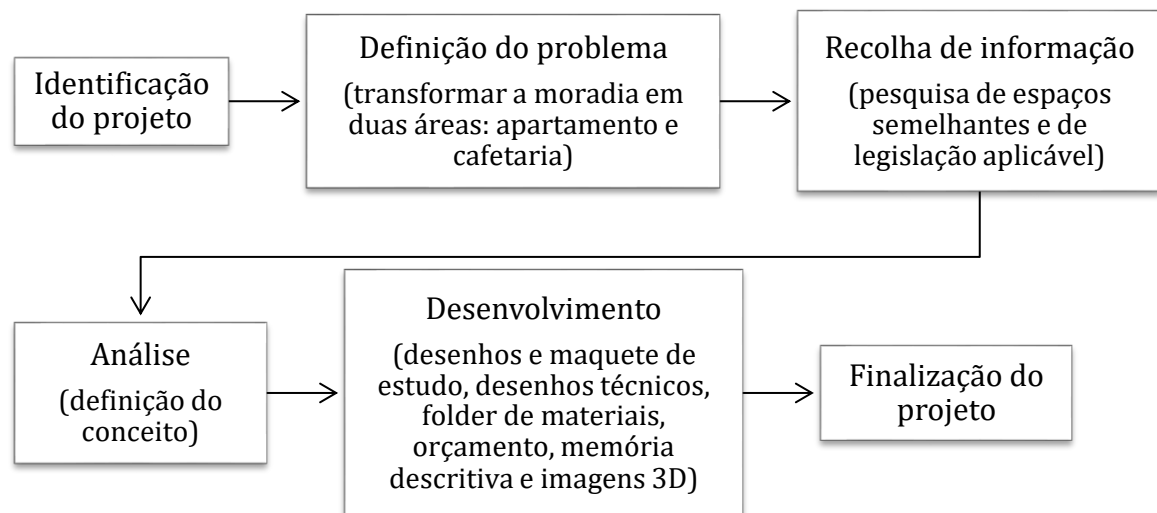 Identificação
do projeto
Definição do problema
(transformar a moradia em
duas áreas: apartamento e
cafetaria)
Recolha de informação
(pesquisa de espaços
semelhantes e de
legislação aplicável)
Análise
(definição do
conceito)
Desenvolvimento
(desenhos e maquete de
estudo, desenhos técnicos,
folder de materiais,
orçamento, memória
descritiva e imagens 3D)
Finalização do
projeto